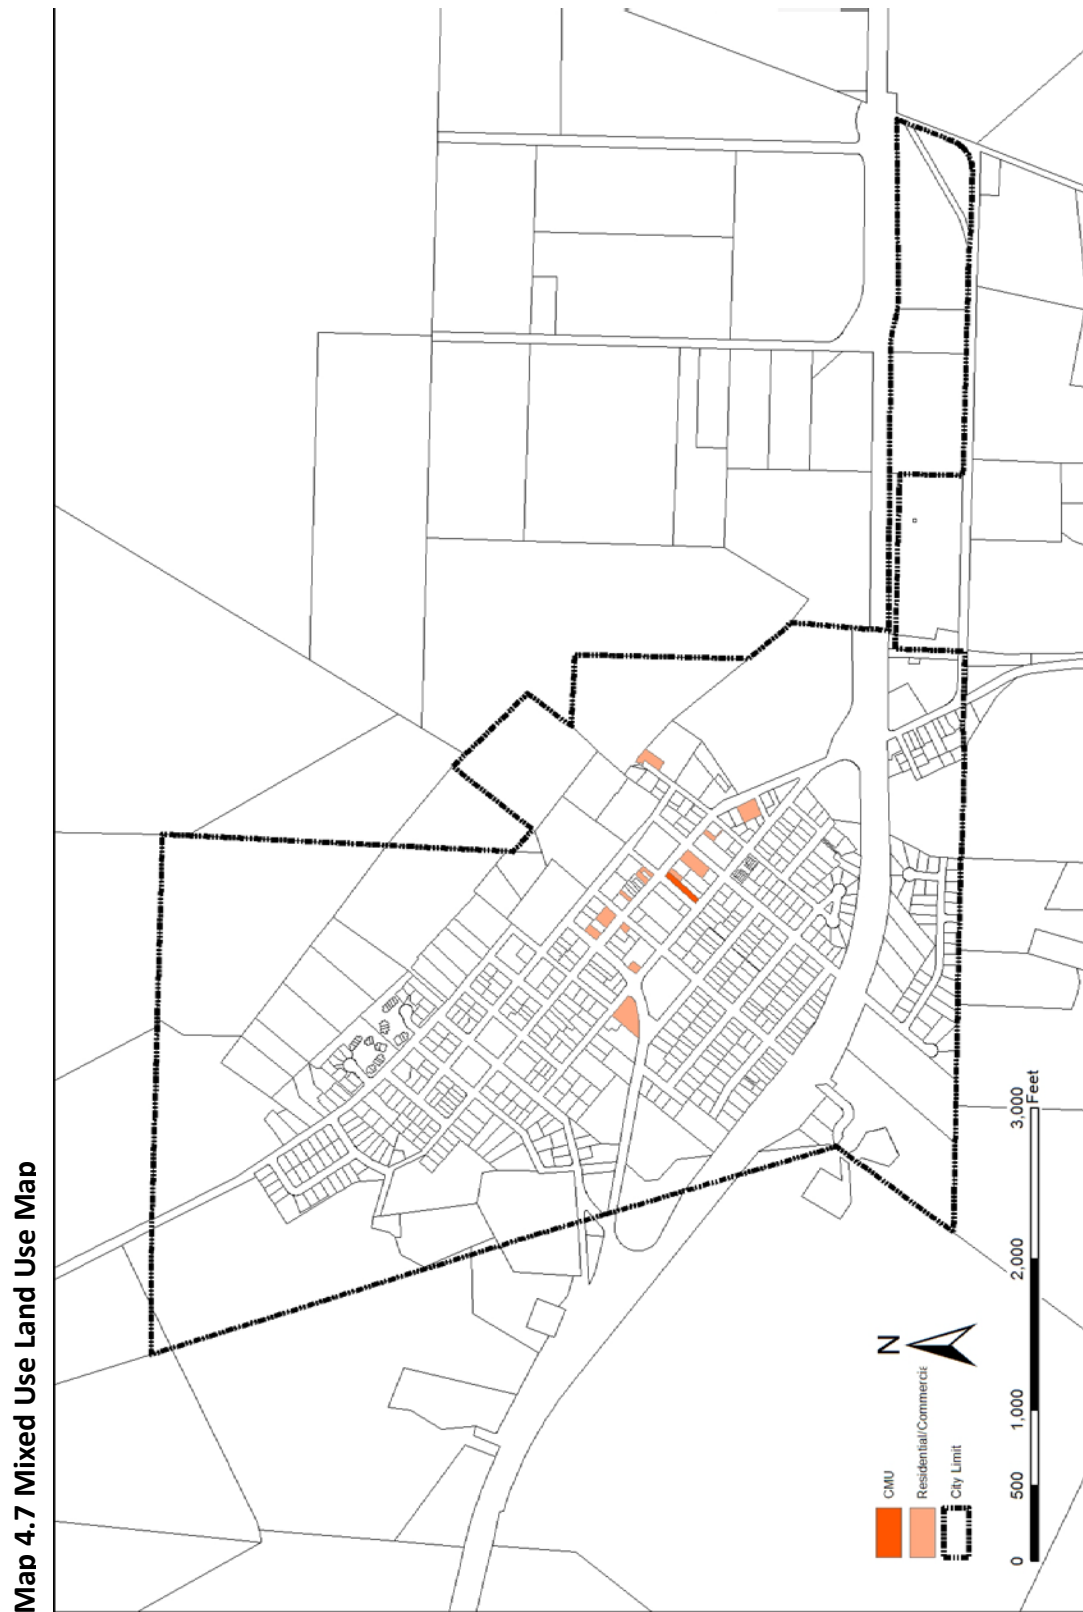 Map 4.7 Mixed Use Land Use Map
N
CMU
Residential/Commercia
City Limit
0 500 1,000 2,000 3,000
Feet